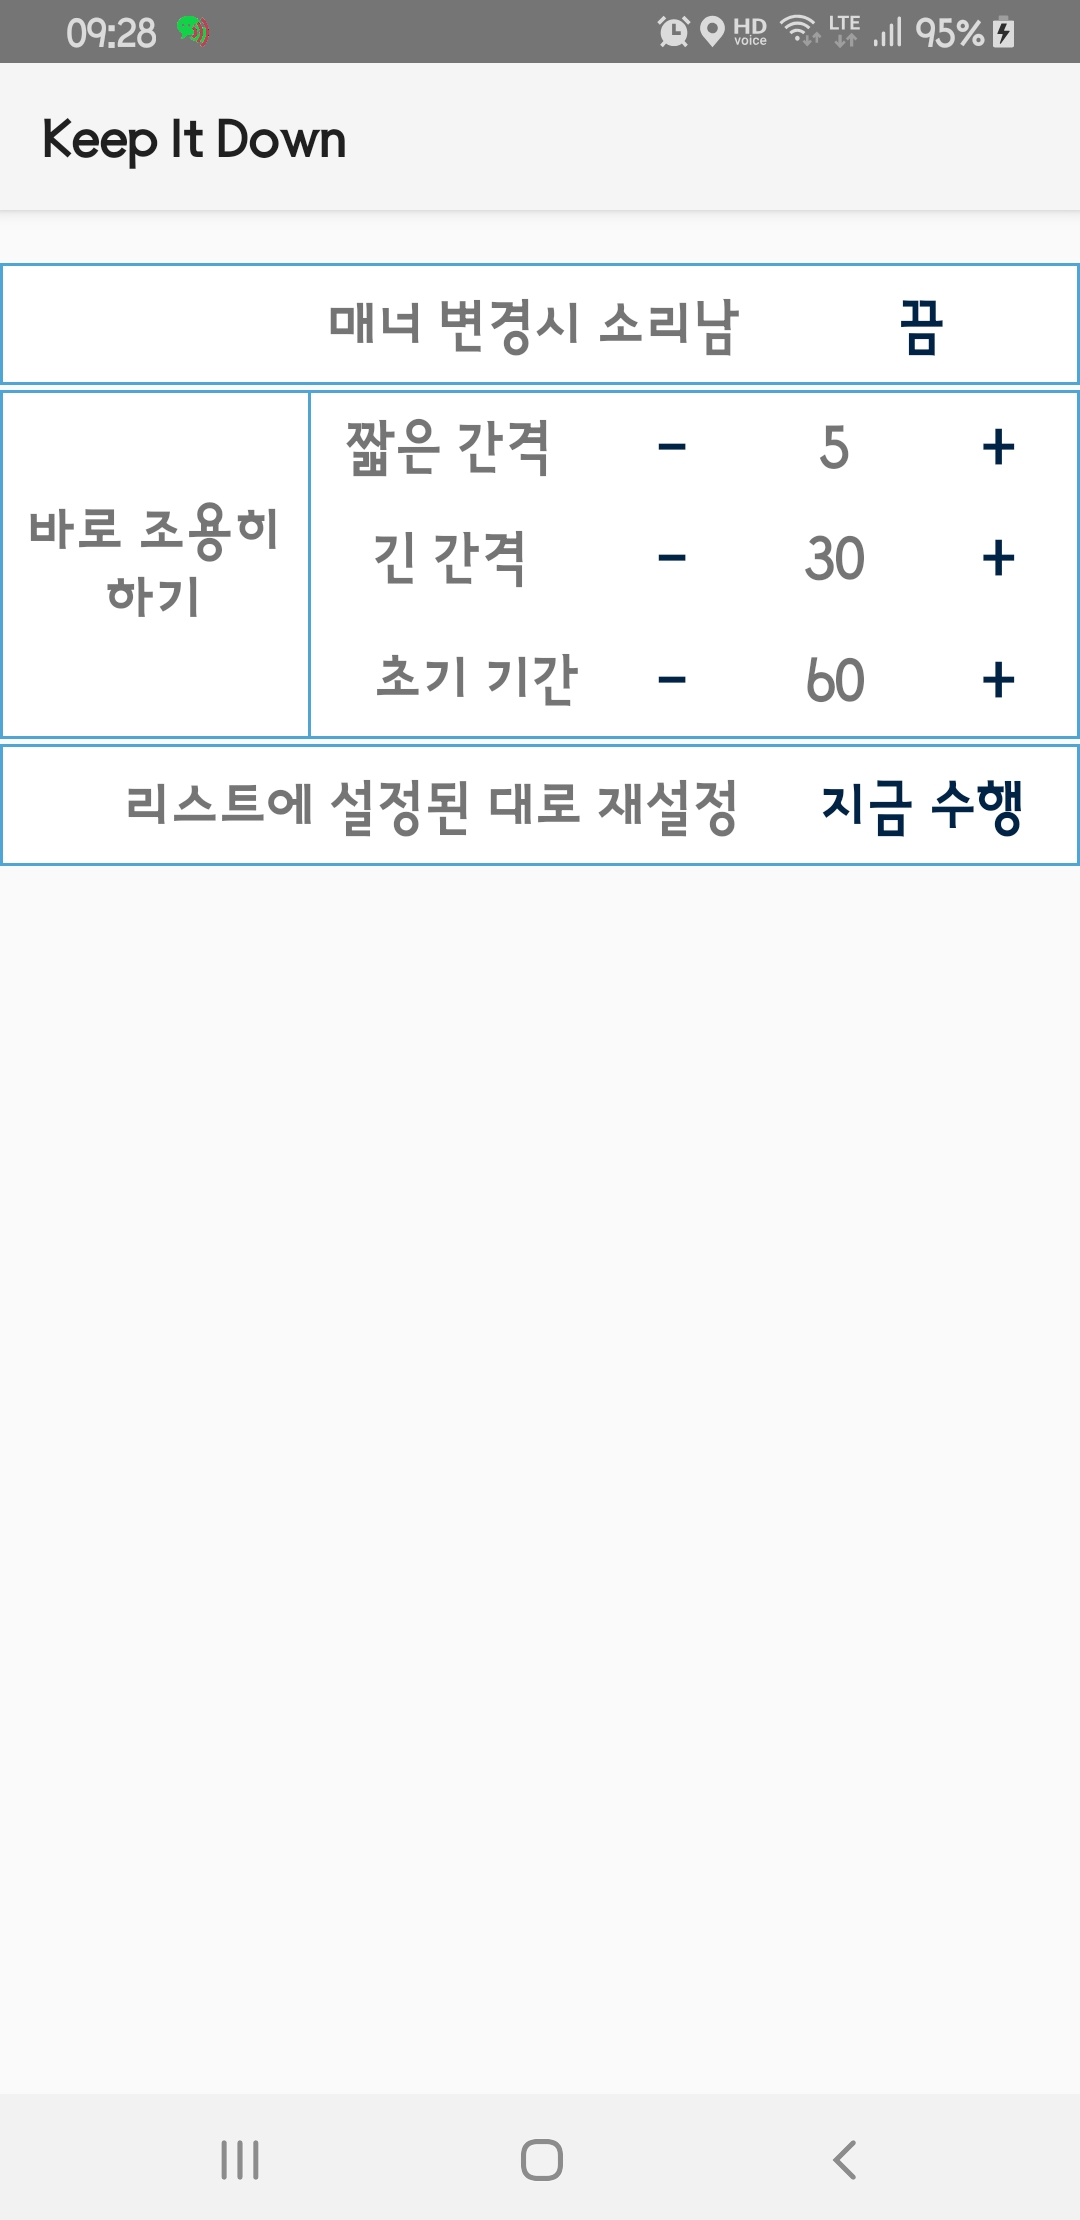 09:28 HD voice LTE 95%
Keep It Down
매너 변경시 소리남 끔
바로 조용히 하기
짧은 간격 - 5 +
긴 간격 - 30 +
초기 기간 - 60 +
리스트에 설정된 대로 재설정 지금 수행